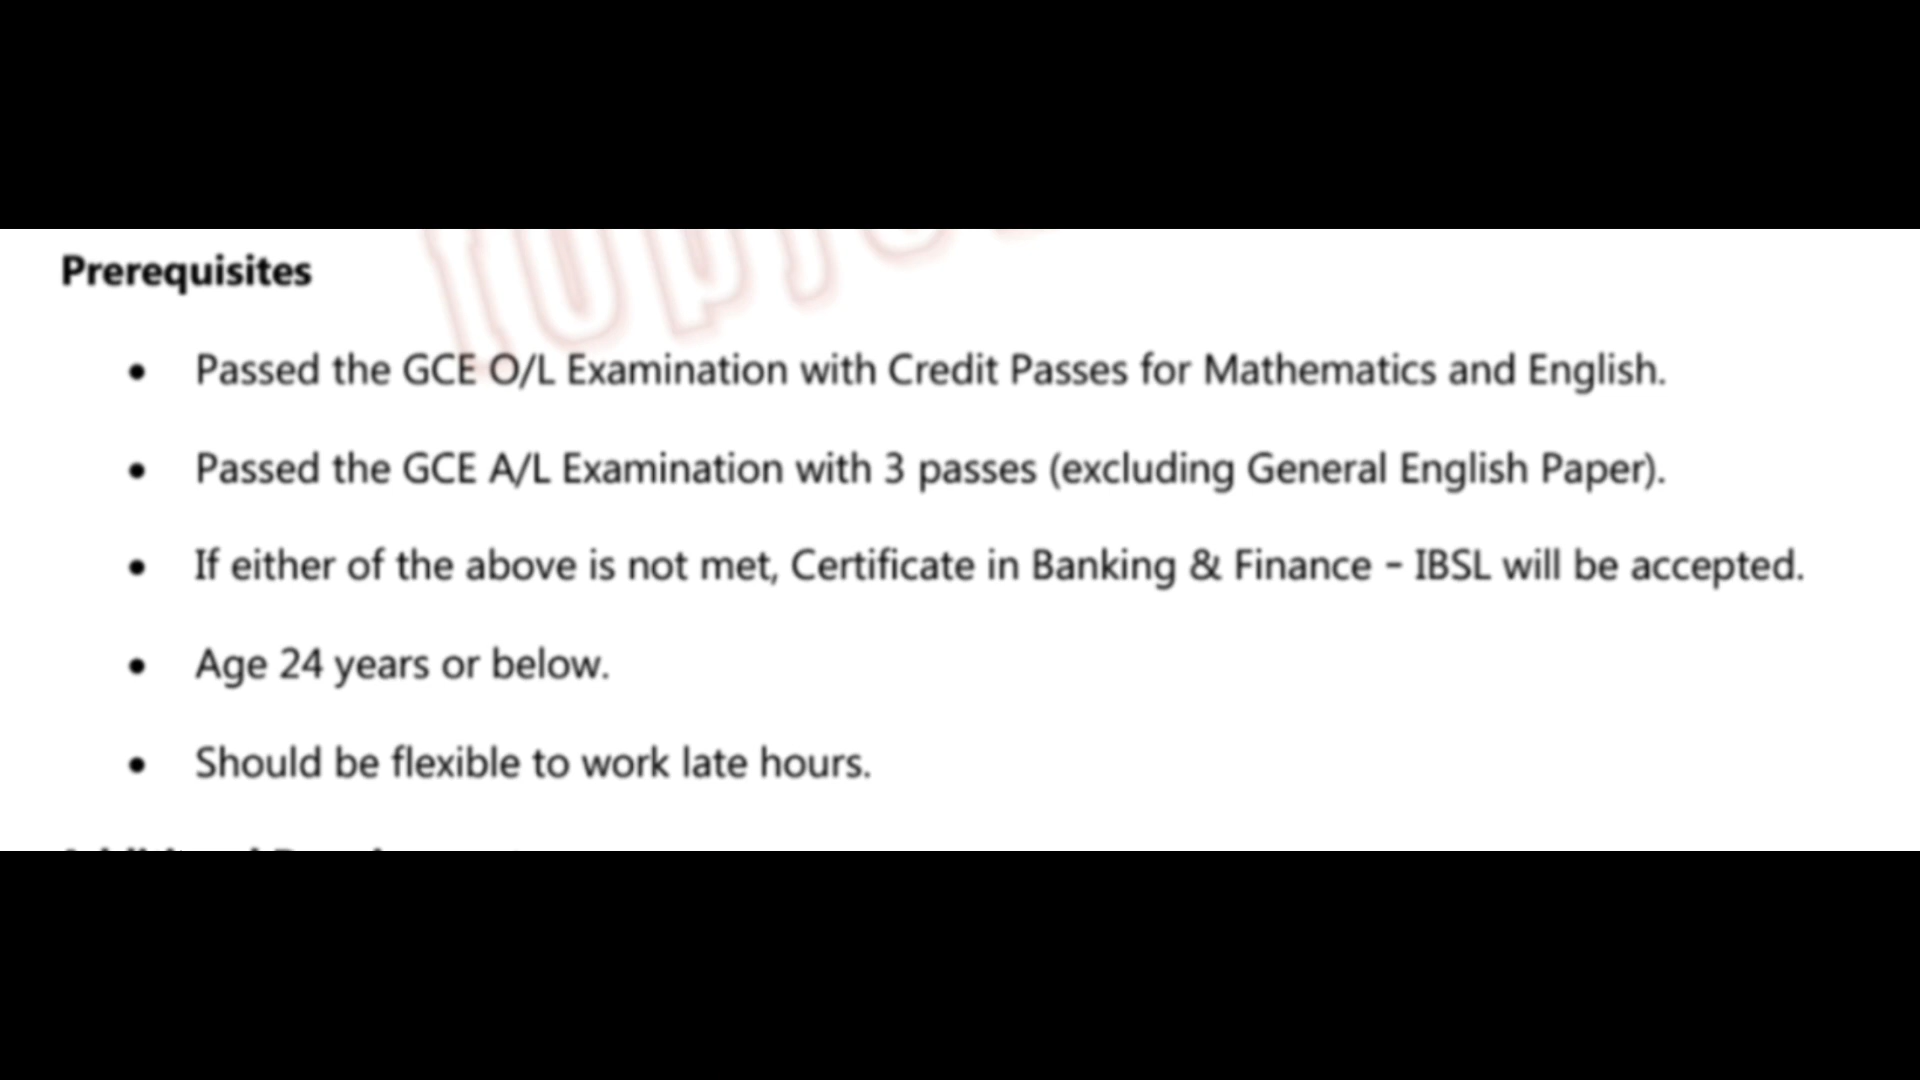 Prerequisites
• Passed the GCE O/L Examination with Credit Passes for Mathematics and English.
• Passed the GCE A/L Examination with 3 passes (excluding General English Paper).
• If either of the above is not met, Certificate in Banking & Finance – IBSL will be accepted.
• Age 24 years or below.
• Should be flexible to work late hours.